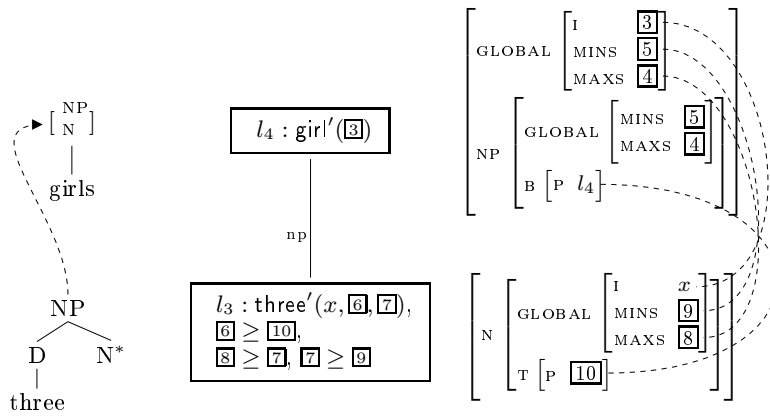 NP
N
girls
NP
D N*
three
l₄ : girl′(3)
np
l₃ : three′(x, 6, 7),
6 ≥ 10,
8 ≥ 7, 7 ≥ 9
GLOBAL
I 3
MINS 5
MAXS 4
NP
GLOBAL
MINS 5
MAXS 4
B [P l₄]
N
GLOBAL
I x
MINS 9
MAXS 8
T [P 10]